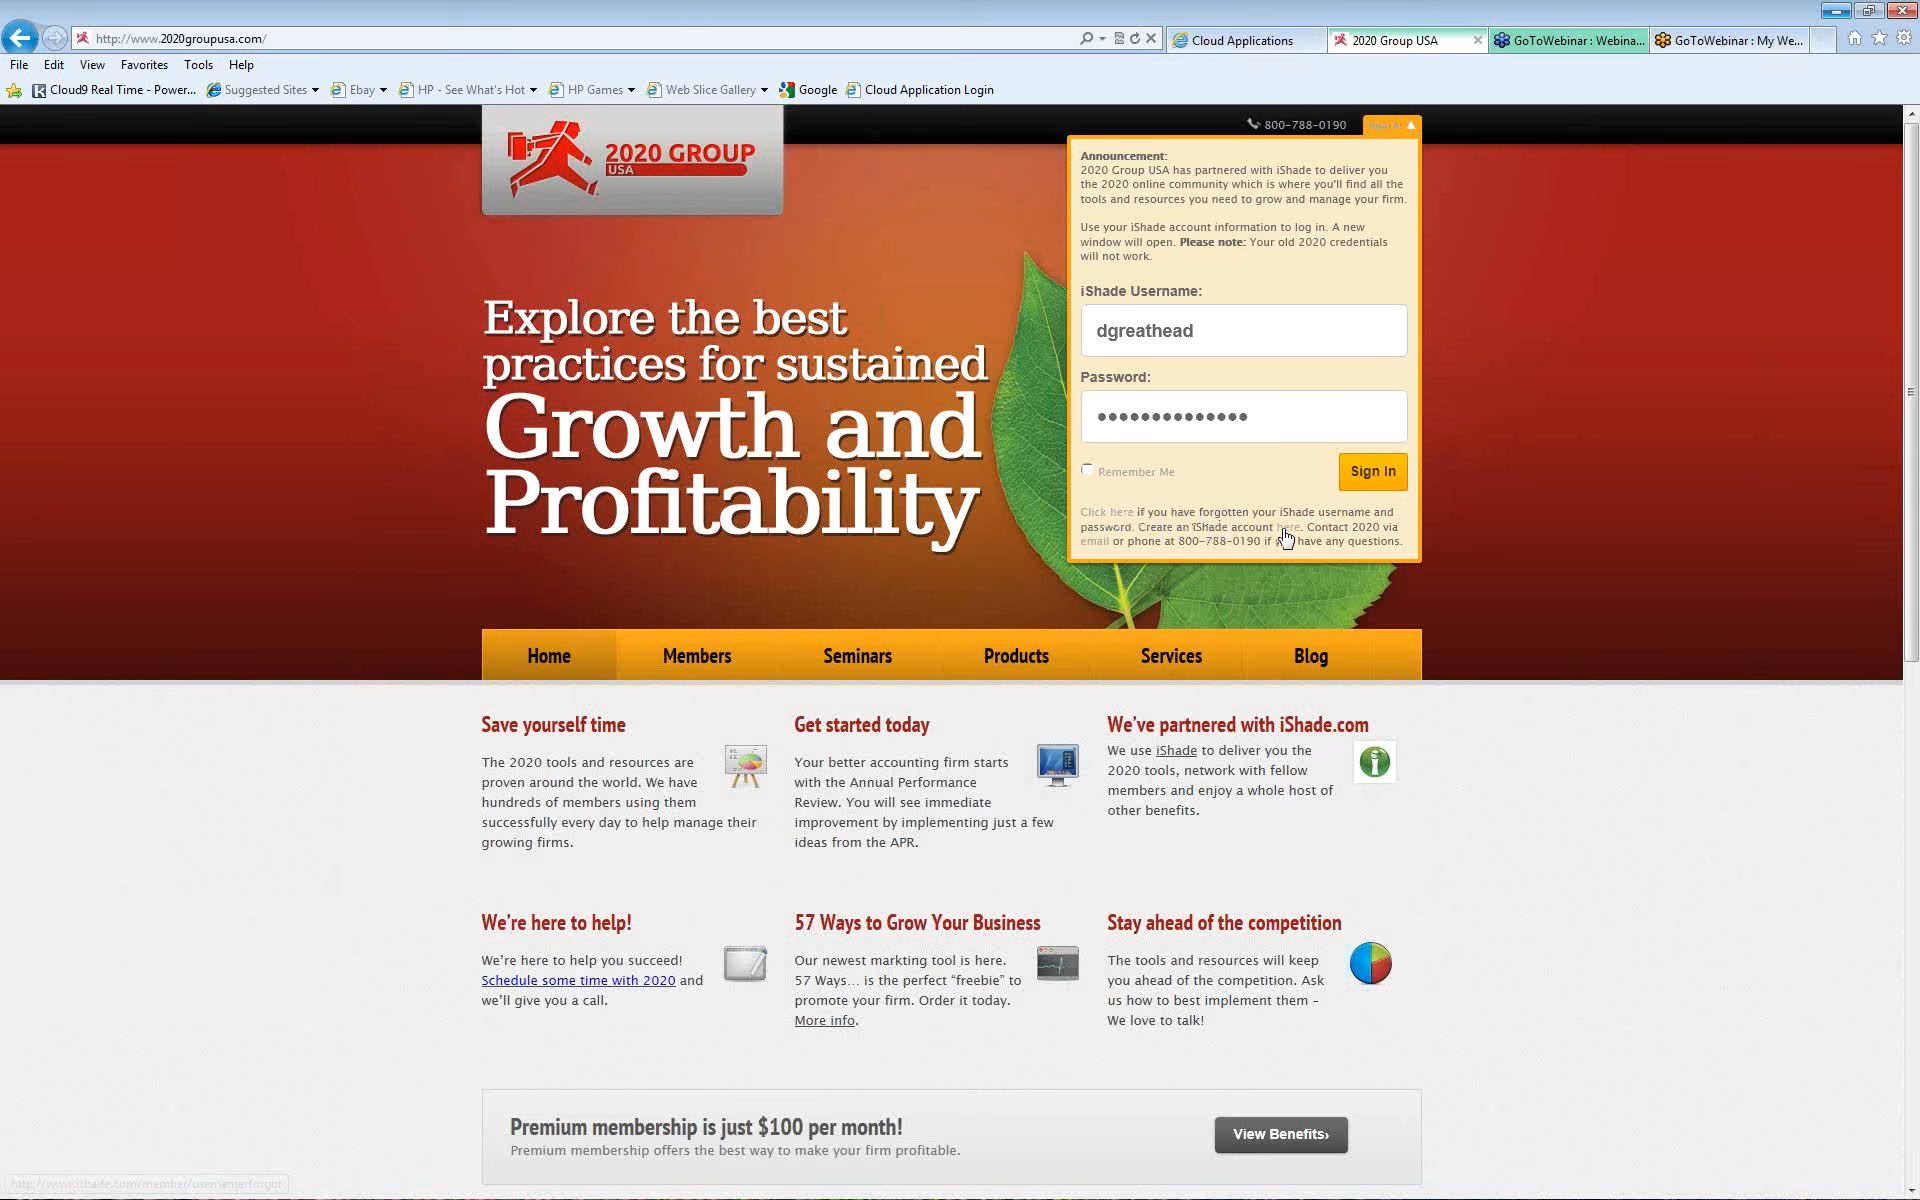 http://www.2020groupusa.com/
Cloud Applications
2020 Group USA
GoToWebinar : Webina...
GoToWebinar : My We...
File Edit View Favorites Tools Help
Cloud9 Real Time - Power...
Suggested Sites
Ebay
HP - See What's Hot
HP Games
Web Slice Gallery
Google
Cloud Application Login
2020 GROUP
USA
800-788-0190
Announcement:
2020 Group USA has partnered with iShade to deliver you
the 2020 online community which is where you'll find all the
tools and resources you need to grow and manage your firm.
Use your iShade account information to log in. A new
window will open. Please note: Your old 2020 credentials
will not work.
iShade Username:
dgreathead
Password:
••••••••••••••
Remember Me
Sign In
Click here if you have forgotten your iShade username and
password. Create an iShade account here. Contact 2020 via
email or phone at 800-788-0190 if have any questions.
Explore the best
practices for sustained
Growth and
Profitability
Home Members Seminars Products Services Blog
Save yourself time
The 2020 tools and resources are
proven around the world. We have
hundreds of members using them
successfully every day to help manage their
growing firms.
Get started today
Your better accounting firm starts
with the Annual Performance
Review. You will see immediate
improvement by implementing just a few
ideas from the APR.
We've partnered with iShade.com
We use iShade to deliver you the
2020 tools, network with fellow
members and enjoy a whole host of
other benefits.
We're here to help!
We're here to help you succeed!
Schedule some time with 2020 and
we'll give you a call.
57 Ways to Grow Your Business
Our newest markting tool is here.
57 Ways... is the perfect "freebie" to
promote your firm. Order it today.
More info.
Stay ahead of the competition
The tools and resources will keep
you ahead of the competition. Ask
us how to best implement them –
We love to talk!
Premium membership is just $100 per month!
Premium membership offers the best way to make your firm profitable.
View Benefits›